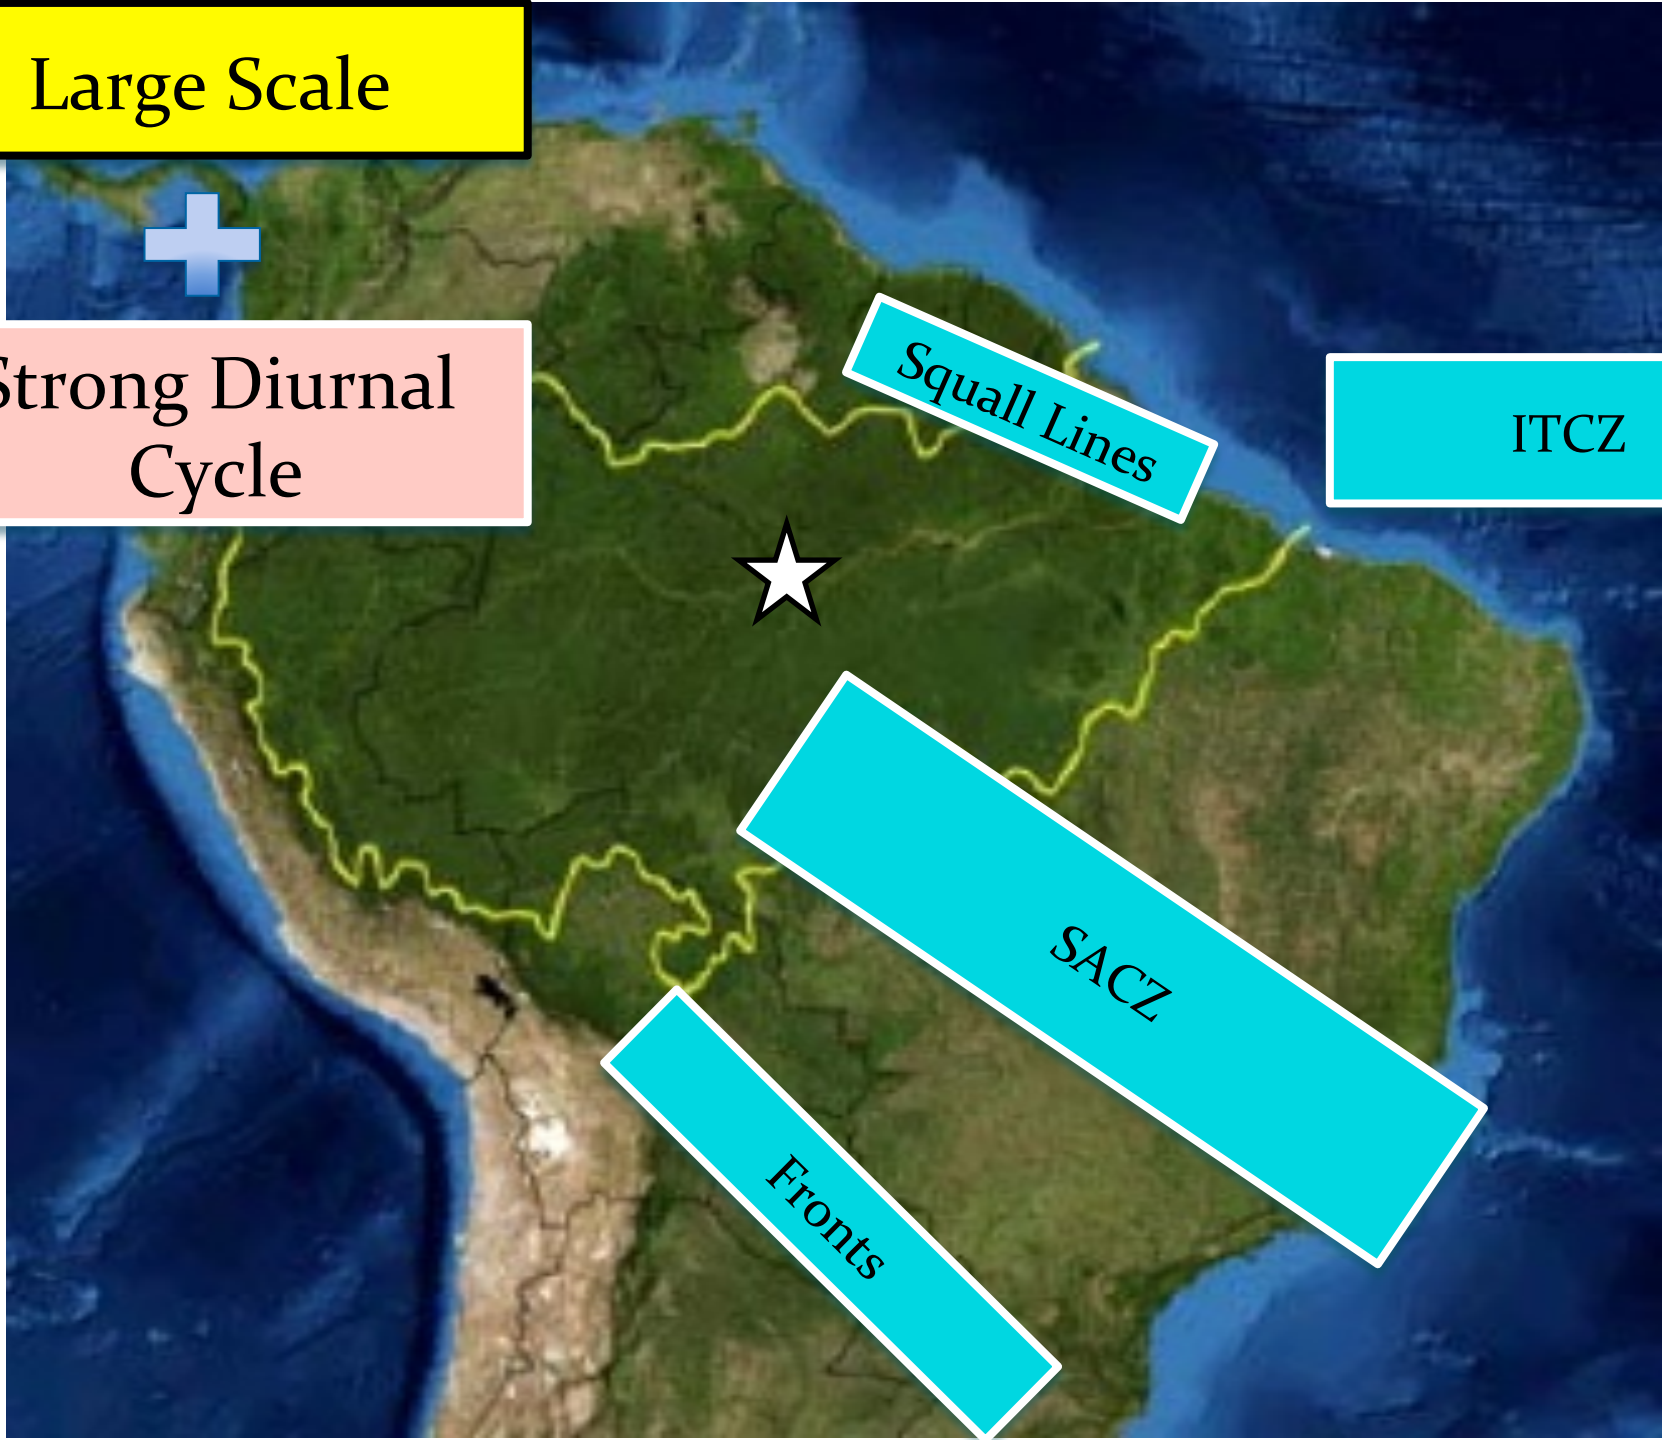 Large Scale
Strong Diurnal
Cycle
Squall Lines
ITCZ
SACZ
Fronts